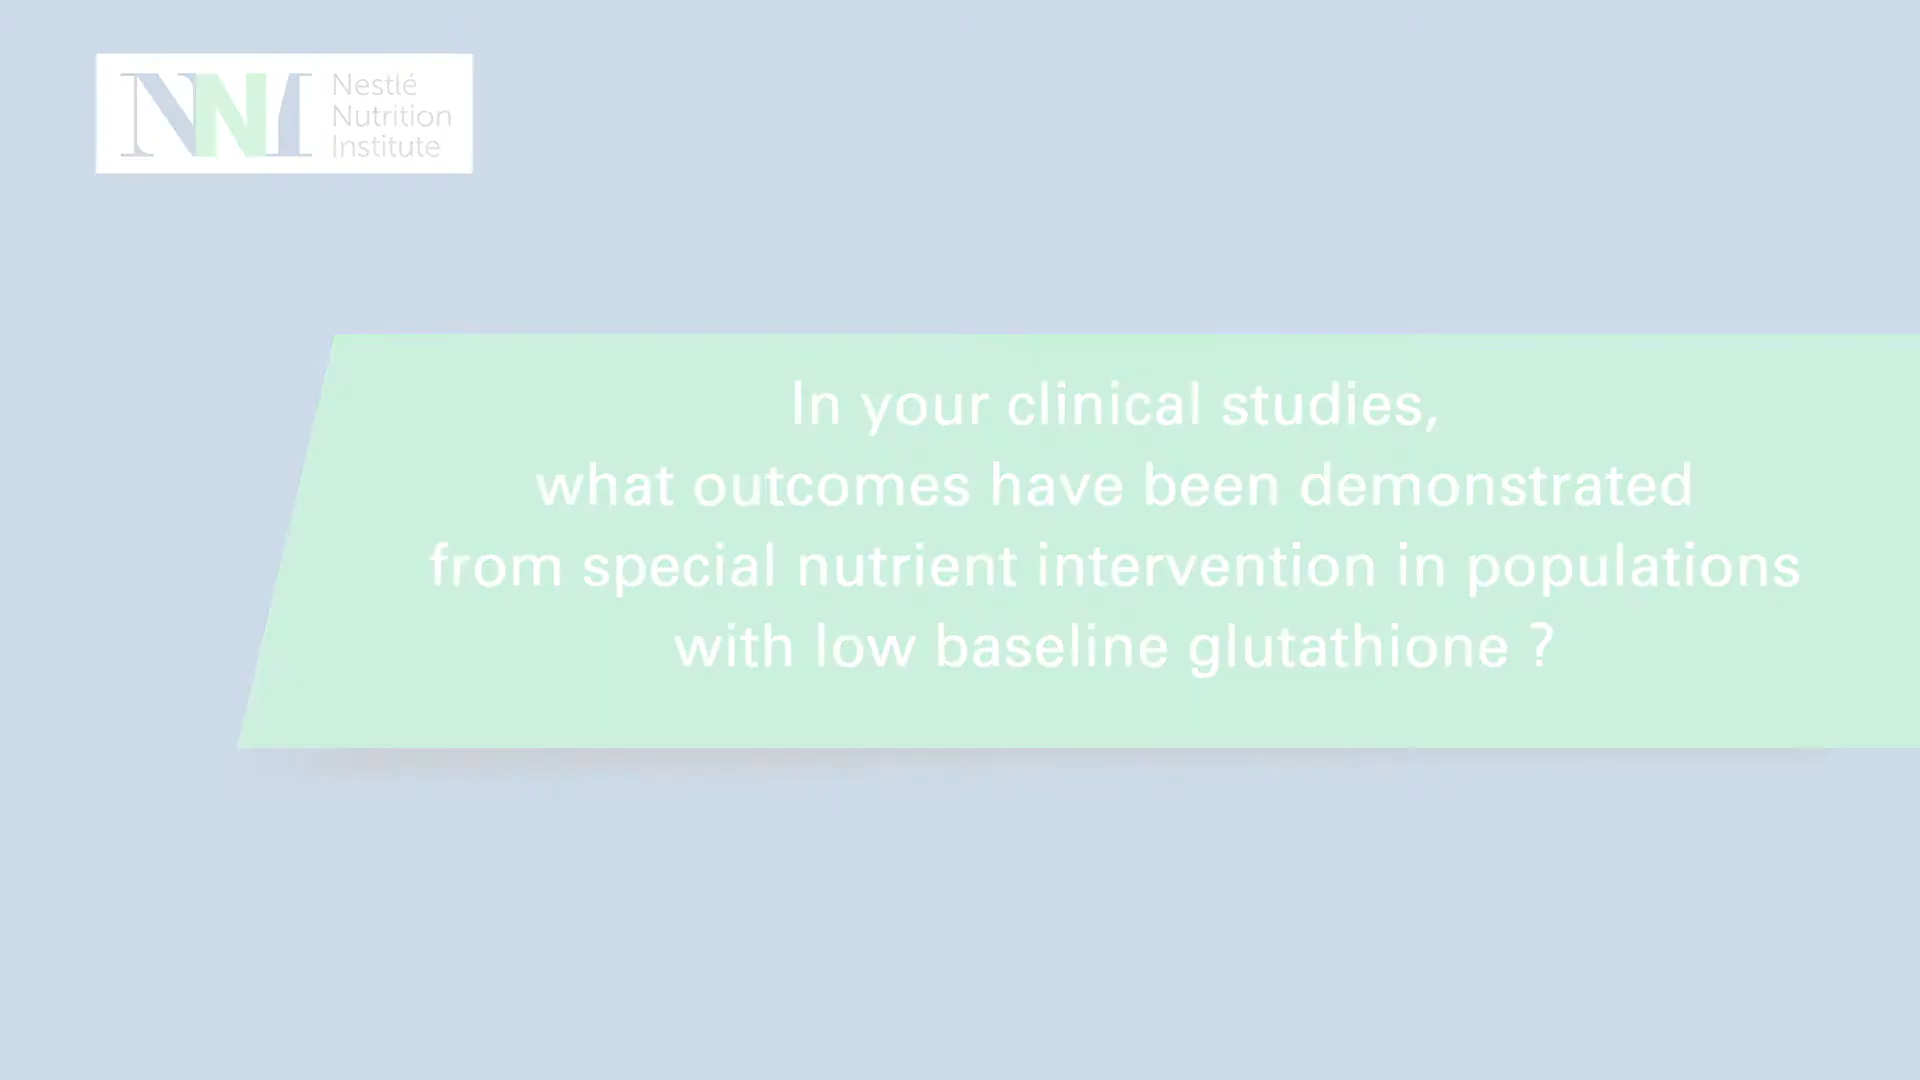 NNI
Nestlé
Nutrition
Institute
In your clinical studies,
what outcomes have been demonstrated
from special nutrient intervention in populations
with low baseline glutathione ?